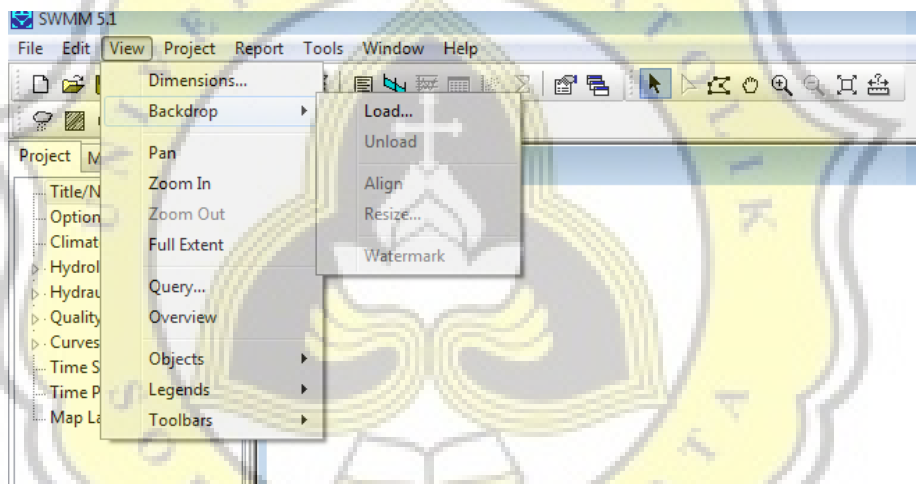 SWMM 5.1
File Edit View Project Report Tools Window Help
Dimensions...
Backdrop
Pan
Zoom In
Zoom Out
Full Extent
Query...
Overview
Objects
Legends
Toolbars
Load...
Unload
Align
Resize...
Watermark
Project M
Title/N
Option
Climat
Hydrol
Hydrau
Quality
Curves
Time S
Time P
Map La